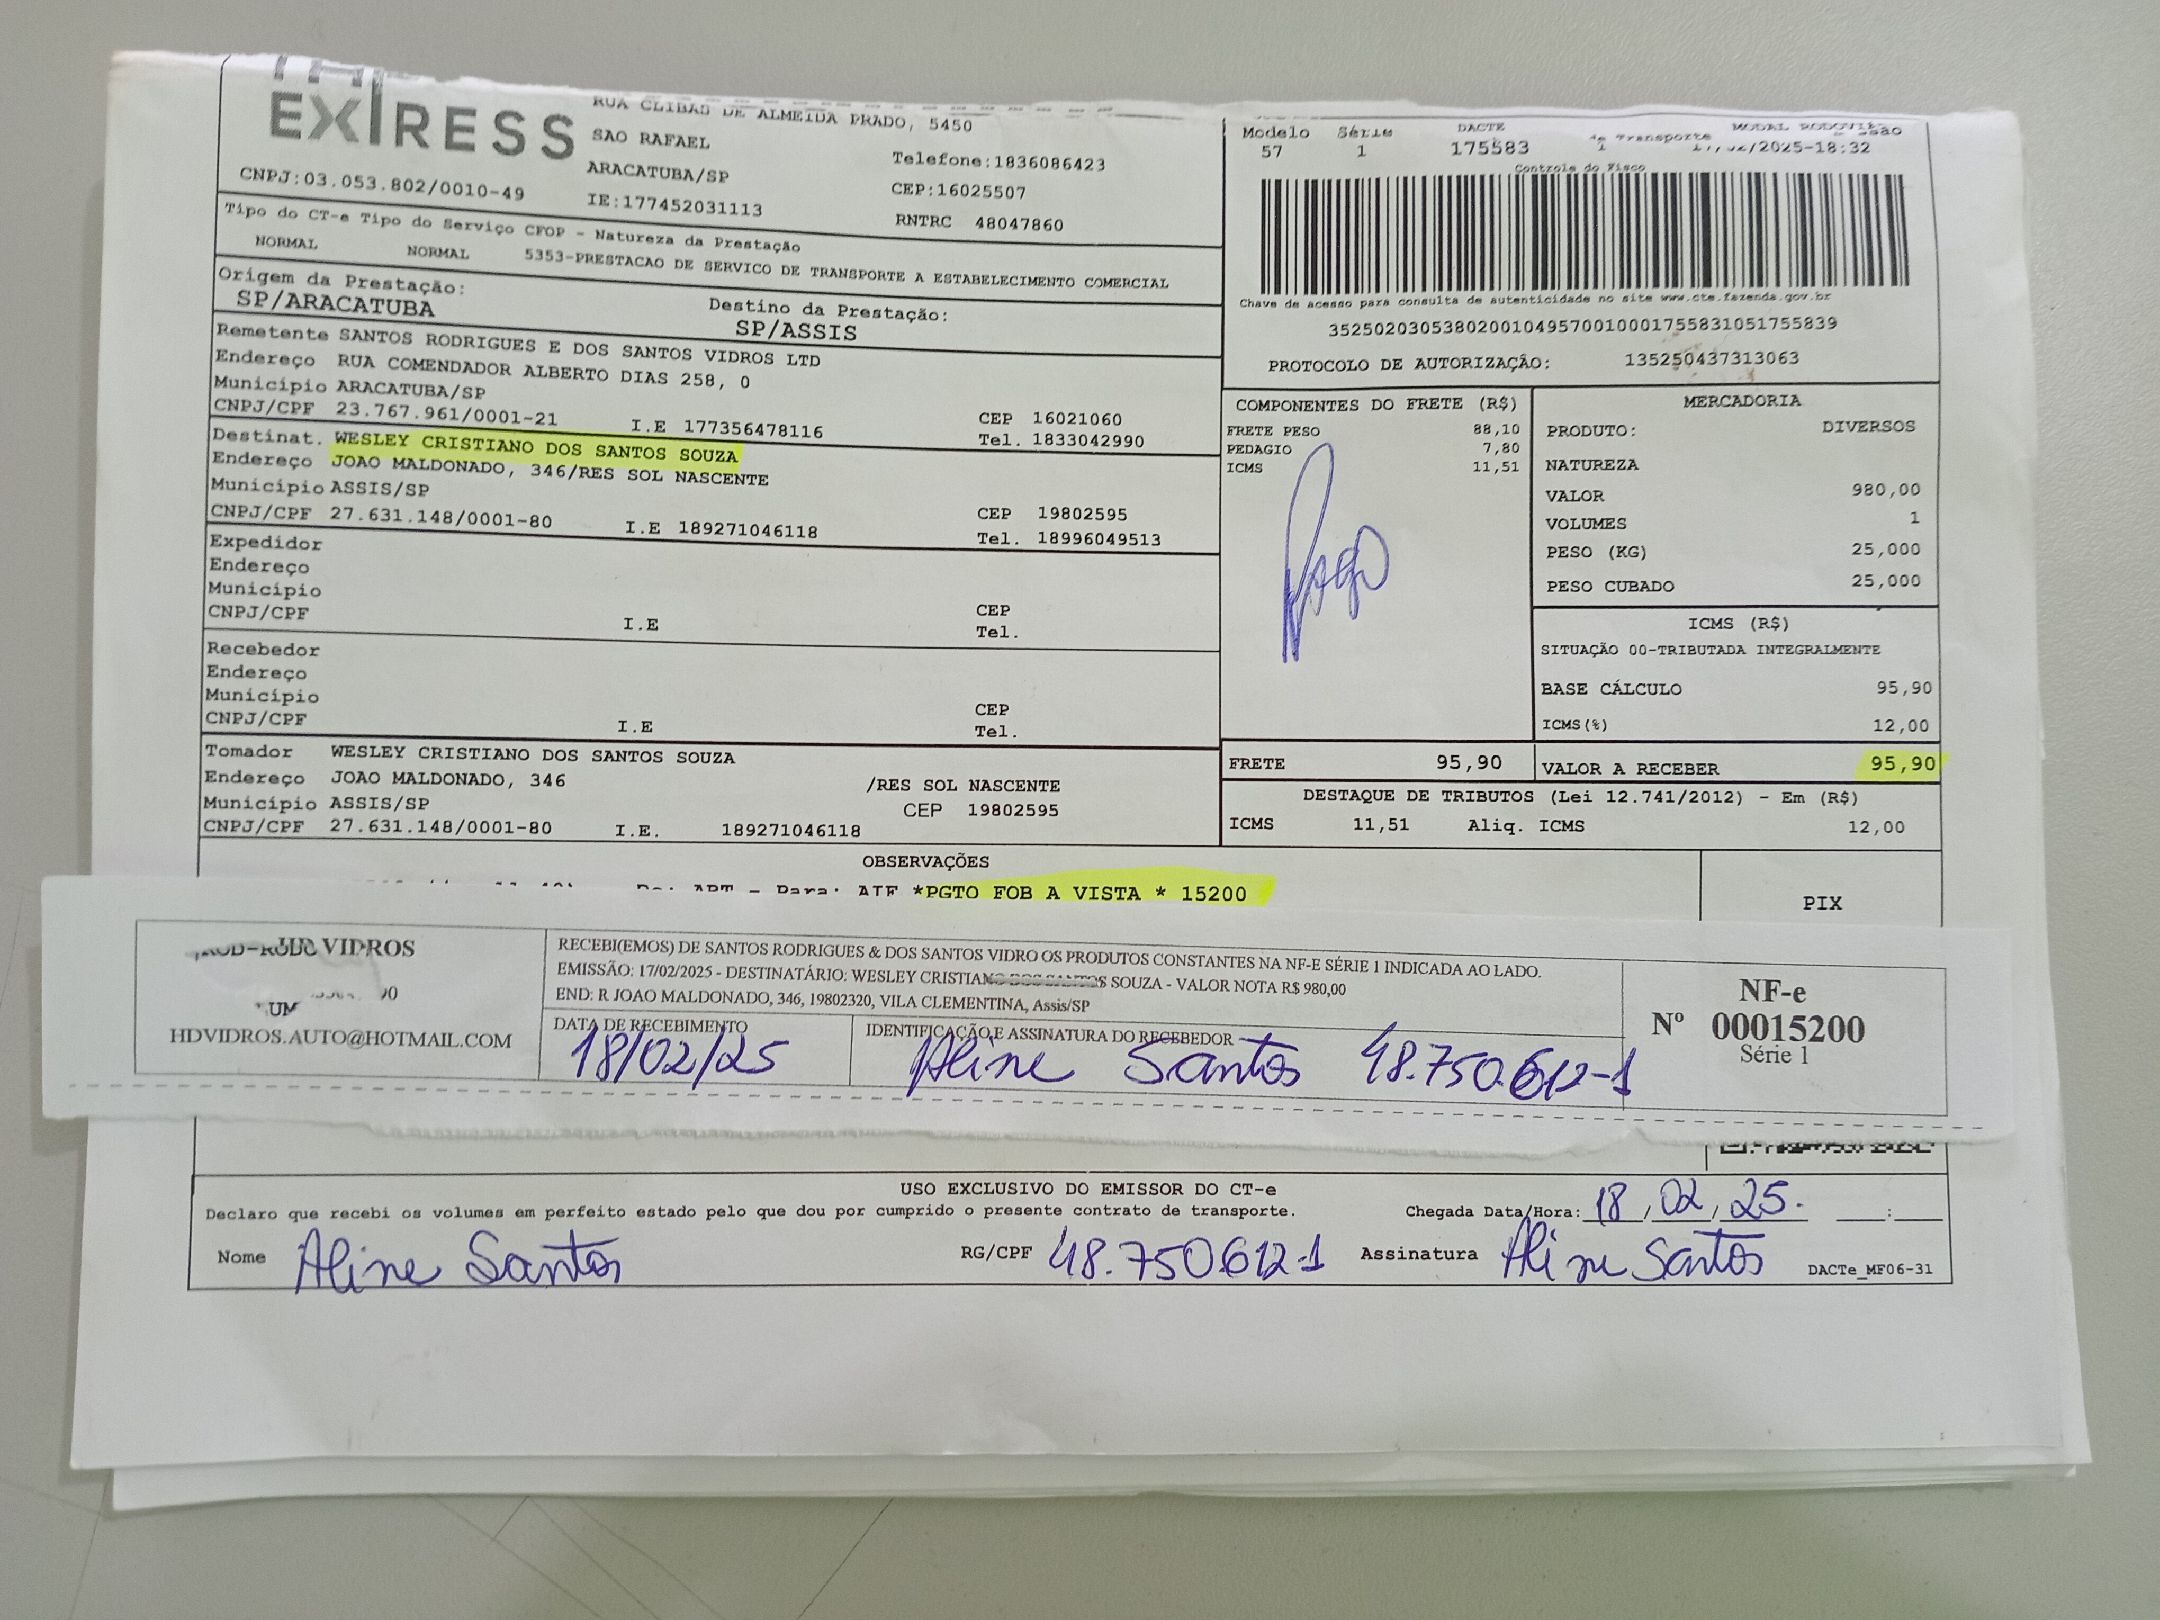 EXPRESS
RUA CLIBAS DE ALMEIDA PRADO, 5450
SAO RAFAEL
ARACATUBA/SP
IE:177452031113
Telefone:1836086423
CEP:16025507
RNTRC 48047860
CNPJ:03.053.802/0010-49
Tipo do CT-e Tipo do Serviço CFOP - Natureza da Prestação
NORMAL NORMAL 5353-PRESTACAO DE SERVICO DE TRANSPORTE A ESTABELECIMENTO COMERCIAL
Origem da Prestação:
SP/ARACATUBA
Destino da Prestação:
SP/ASSIS
Remetente SANTOS RODRIGUES E DOS SANTOS VIDROS LTD
Endereço RUA COMENDADOR ALBERTO DIAS 258, 0
Município ARACATUBA/SP
CEP 16021060
CNPJ/CPF 23.767.961/0001-21 I.E 177356478116 Tel. 1833042990
Destinat. WESLEY CRISTIANO DOS SANTOS SOUZA
Endereço JOAO MALDONADO, 346/RES SOL NASCENTE
Município ASSIS/SP
CEP 19802595
CNPJ/CPF 27.631.148/0001-80 I.E 189271046118 Tel. 18996049513
Expedidor
Endereço
Município
CEP
CNPJ/CPF I.E Tel.
Recebedor
Endereço
Município
CEP
CNPJ/CPF I.E Tel.
Tomador WESLEY CRISTIANO DOS SANTOS SOUZA
Endereço JOAO MALDONADO, 346 /RES SOL NASCENTE
Município ASSIS/SP CEP 19802595
CNPJ/CPF 27.631.148/0001-80 I.E. 189271046118
Modelo Série DACTE
57 1 175583
de Transporte
MODAL RODOVIÁ
/2025-18:32
Controle do Fisco
Chave de acesso para consulta de autenticidade no site www.cte.fazenda.gov.br
35250203053802001049570010001755831051755839
PROTOCOLO DE AUTORIZAÇÃO: 135250437313063
COMPONENTES DO FRETE (R$)
FRETE PESO 88,10
PEDAGIO 7,80
ICMS 11,51
Pago
MERCADORIA
PRODUTO: DIVERSOS
NATUREZA
VALOR 980,00
VOLUMES 1
PESO (KG) 25,000
PESO CUBADO 25,000
ICMS (R$)
SITUAÇÃO 00-TRIBUTADA INTEGRALMENTE
BASE CÁLCULO 95,90
ICMS(%) 12,00
FRETE 95,90 VALOR A RECEBER 95,90
DESTAQUE DE TRIBUTOS (Lei 12.741/2012) - Em (R$)
ICMS 11,51 Aliq. ICMS 12,00
OBSERVAÇÕES
Para: *PGTO FOB A VISTA * 15200
PIX
VIDROS
HDVIDROS.AUTO@HOTMAIL.COM
RECEBI(EMOS) DE SANTOS RODRIGUES & DOS SANTOS VIDRO OS PRODUTOS CONSTANTES NA NF-E SÉRIE 1 INDICADA AO LADO.
EMISSÃO: 17/02/2025 - DESTINATÁRIO: WESLEY CRISTIANO DOS SANTOS SOUZA - VALOR NOTA R$ 980,00
END: R JOAO MALDONADO, 346, 19802320, VILA CLEMENTINA, Assis/SP
DATA DE RECEBIMENTO
18/02/25
IDENTIFICAÇÃO E ASSINATURA DO RECEBEDOR
Aline Santos 48.750.612-1
NF-e
Nº 00015200
Série 1
USO EXCLUSIVO DO EMISSOR DO CT-e
Declaro que recebi os volumes em perfeito estado pelo que dou por cumprido o presente contrato de transporte. Chegada Data/Hora: 18/02/25. __:__
Nome Aline Santos RG/CPF 48.750.612-1 Assinatura Aline Santos
DACTe_MF06-31